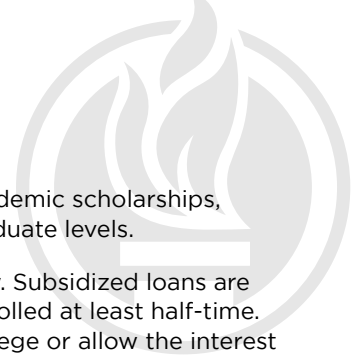 demic scholarships,
duate levels.
. Subsidized loans are
olled at least half-time.
ege or allow the interest